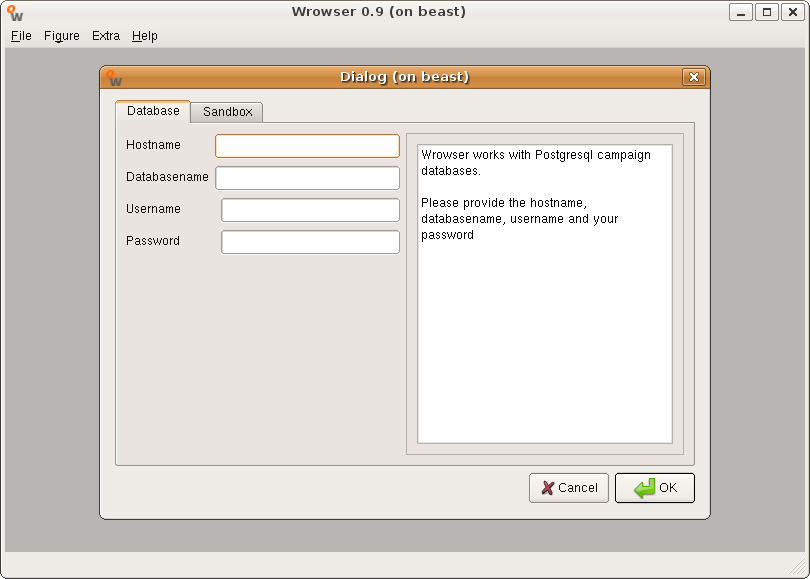 Wrowser 0.9 (on beast)
File Figure Extra Help
Dialog (on beast)
Database Sandbox
Hostname
Databasename
Username
Password
Wrowser works with Postgresql campaign
databases.
Please provide the hostname,
databasename, username and your
password
Cancel OK